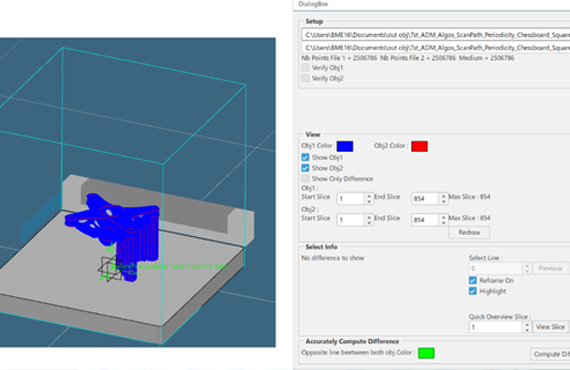 DialogBox
Setup
C:\Users\BME16\Documents\out obj\Tst_ADM_Algos_ScanPath_Periodicity_Chessboard_Square
C:\Users\BME16\Documents\out obj\Tst_ADM_Algos_ScanPath_Periodicity_Chessboard_Square
Nb Points File 1 = 2506786 Nb Points File 2 = 2506786 Medium = 2506786
Verify Obj1
Verify Obj2
View
Obj1 Color : Obj2 Color :
Show Obj1
Show Obj2
Show Only Difference
Obj1 :
Start Slice 1 End Slice 854 Max Slice : 854
Obj2 :
Start Slice 1 End Slice 854 Max Slice : 854
Redraw
Select Info
No difference to show
Select Line :
0 Previous
Reframe On
Highlight
Quick Overview Slice :
1 View Slice
Accurately Compute Difference
Opposite line beetween both obj Color : Compute Dif